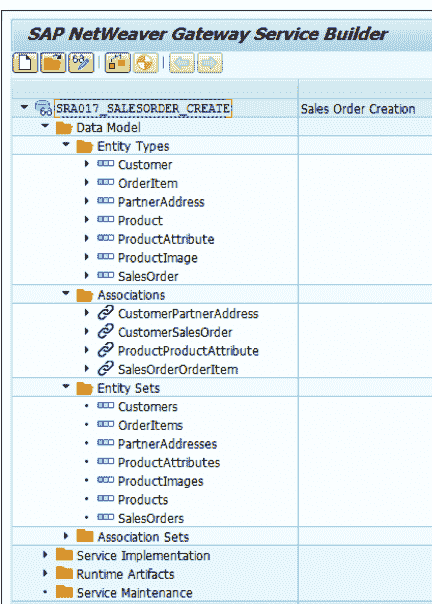 SAP NetWeaver Gateway Service Builder
SRA017_SALESORDER_CREATE Sales Order Creation
Data Model
Entity Types
Customer
OrderItem
PartnerAddress
Product
ProductAttribute
ProductImage
SalesOrder
Associations
CustomerPartnerAddress
CustomerSalesOrder
ProductProductAttribute
SalesOrderOrderItem
Entity Sets
Customers
OrderItems
PartnerAddresses
ProductAttributes
ProductImages
Products
SalesOrders
Association Sets
Service Implementation
Runtime Artifacts
Service Maintenance